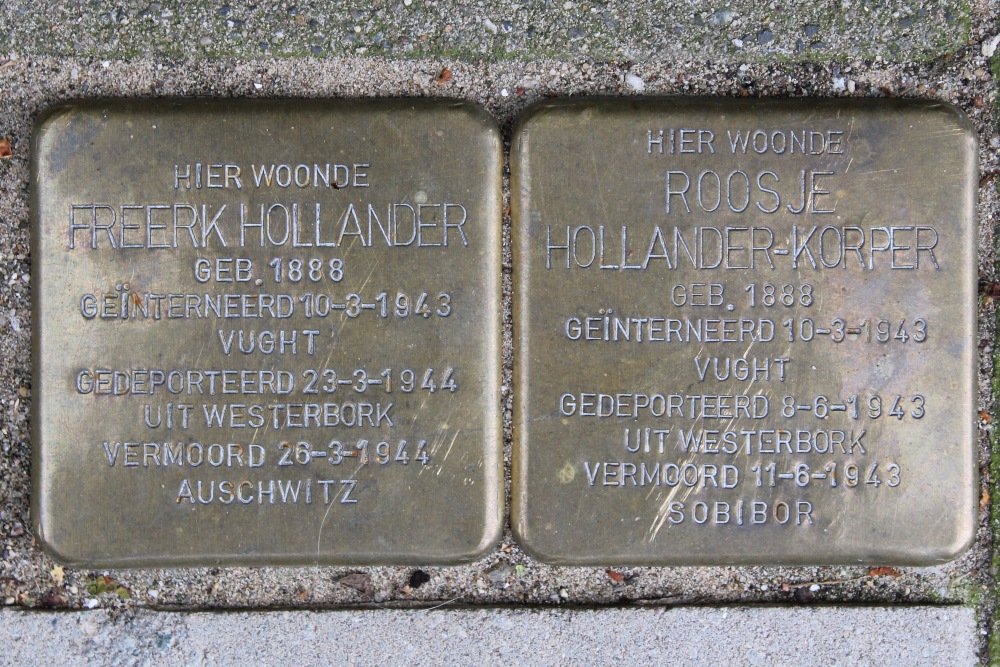 HIER WOONDE
FREERK HOLLANDER
GEB. 1888
GEÏNTERNEERD 10-3-1943
VUGHT
GEDEPORTEERD 23-3-1944
UIT WESTERBORK
VERMOORD 26-3-1944
AUSCHWITZ
HIER WOONDE
ROOSJE
HOLLANDER-KORPER
GEB. 1888
GEÏNTERNEERD 10-3-1943
VUGHT
GEDEPORTEERD 8-6-1943
UIT WESTERBORK
VERMOORD 11-6-1943
SOBIBOR